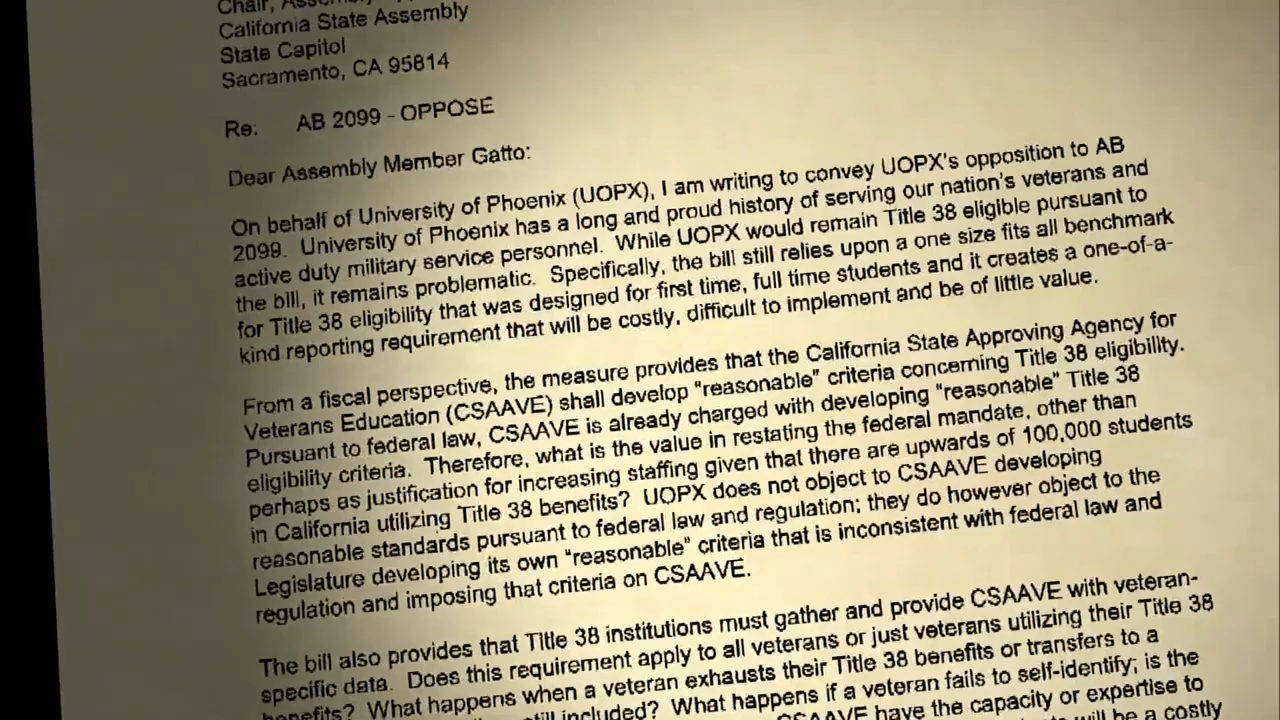 Chair,
California State Assembly
State Capitol
Sacramento, CA 95814
Re: AB 2099 - OPPOSE
Dear Assembly Member Gatto:
On behalf of University of Phoenix (UOPX), I am writing to convey UOPX's opposition to AB
2099. University of Phoenix has a long and proud history of serving our nation's veterans and
active duty military service personnel. While UOPX would remain Title 38 eligible pursuant to
the bill, it remains problematic. Specifically, the bill still relies upon a one size fits all benchmark
for Title 38 eligibility that was designed for first time, full time students and it creates a one-of-a-
kind reporting requirement that will be costly, difficult to implement and be of little value.
From a fiscal perspective, the measure provides that the California State Approving Agency for
Veterans Education (CSAAVE) shall develop "reasonable" criteria concerning Title 38 eligibility.
Pursuant to federal law, CSAAVE is already charged with developing "reasonable" Title 38
eligibility criteria. Therefore, what is the value in restating the federal mandate, other than
perhaps as justification for increasing staffing given that there are upwards of 100,000 students
in California utilizing Title 38 benefits? UOPX does not object to CSAAVE developing
reasonable standards pursuant to federal law and regulation; they do however object to the
Legislature developing its own "reasonable" criteria that is inconsistent with federal law and
regulation and imposing that criteria on CSAAVE.
The bill also provides that Title 38 institutions must gather and provide CSAAVE with veteran-
specific data. Does this requirement apply to all veterans or just veterans utilizing their Title 38
benefits? What happens when a veteran exhausts their Title 38 benefits or transfers to a
still included? What happens if a veteran fails to self-identify; is the
CSAAVE have the capacity or expertise to
will be a costly